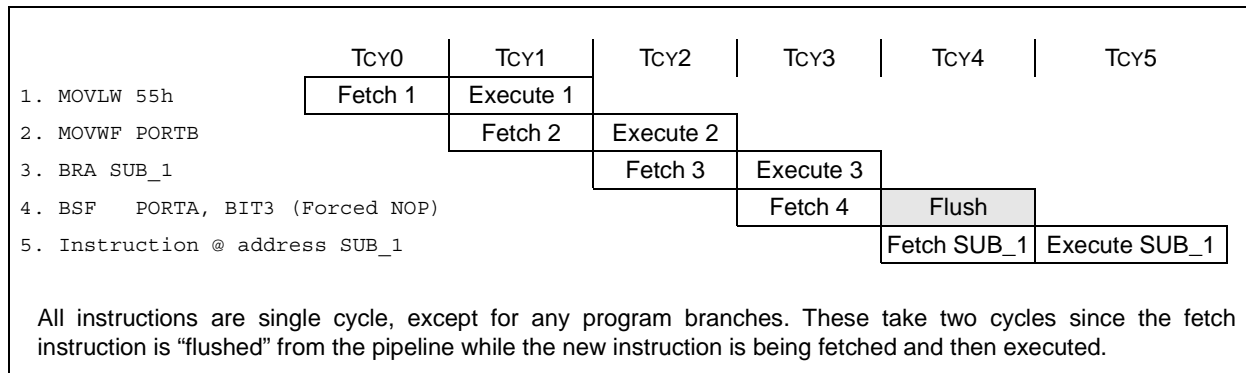 TCY0 TCY1 TCY2 TCY3 TCY4 TCY5
1. MOVLW 55h Fetch 1 Execute 1
2. MOVWF PORTB Fetch 2 Execute 2
3. BRA SUB_1 Fetch 3 Execute 3
4. BSF PORTA, BIT3 (Forced NOP) Fetch 4 Flush
5. Instruction @ address SUB_1 Fetch SUB_1 Execute SUB_1
All instructions are single cycle, except for any program branches. These take two cycles since the fetch
instruction is “flushed” from the pipeline while the new instruction is being fetched and then executed.